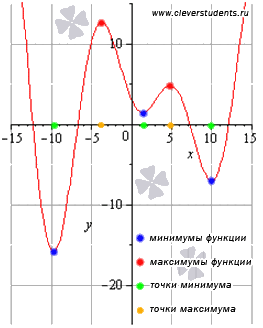 www.cleverstudents.ru
10
−15 −10 −5 0 5 10
x
y
−10
−20
минимумы функции
максимумы функции
точки минимума
точки максимума